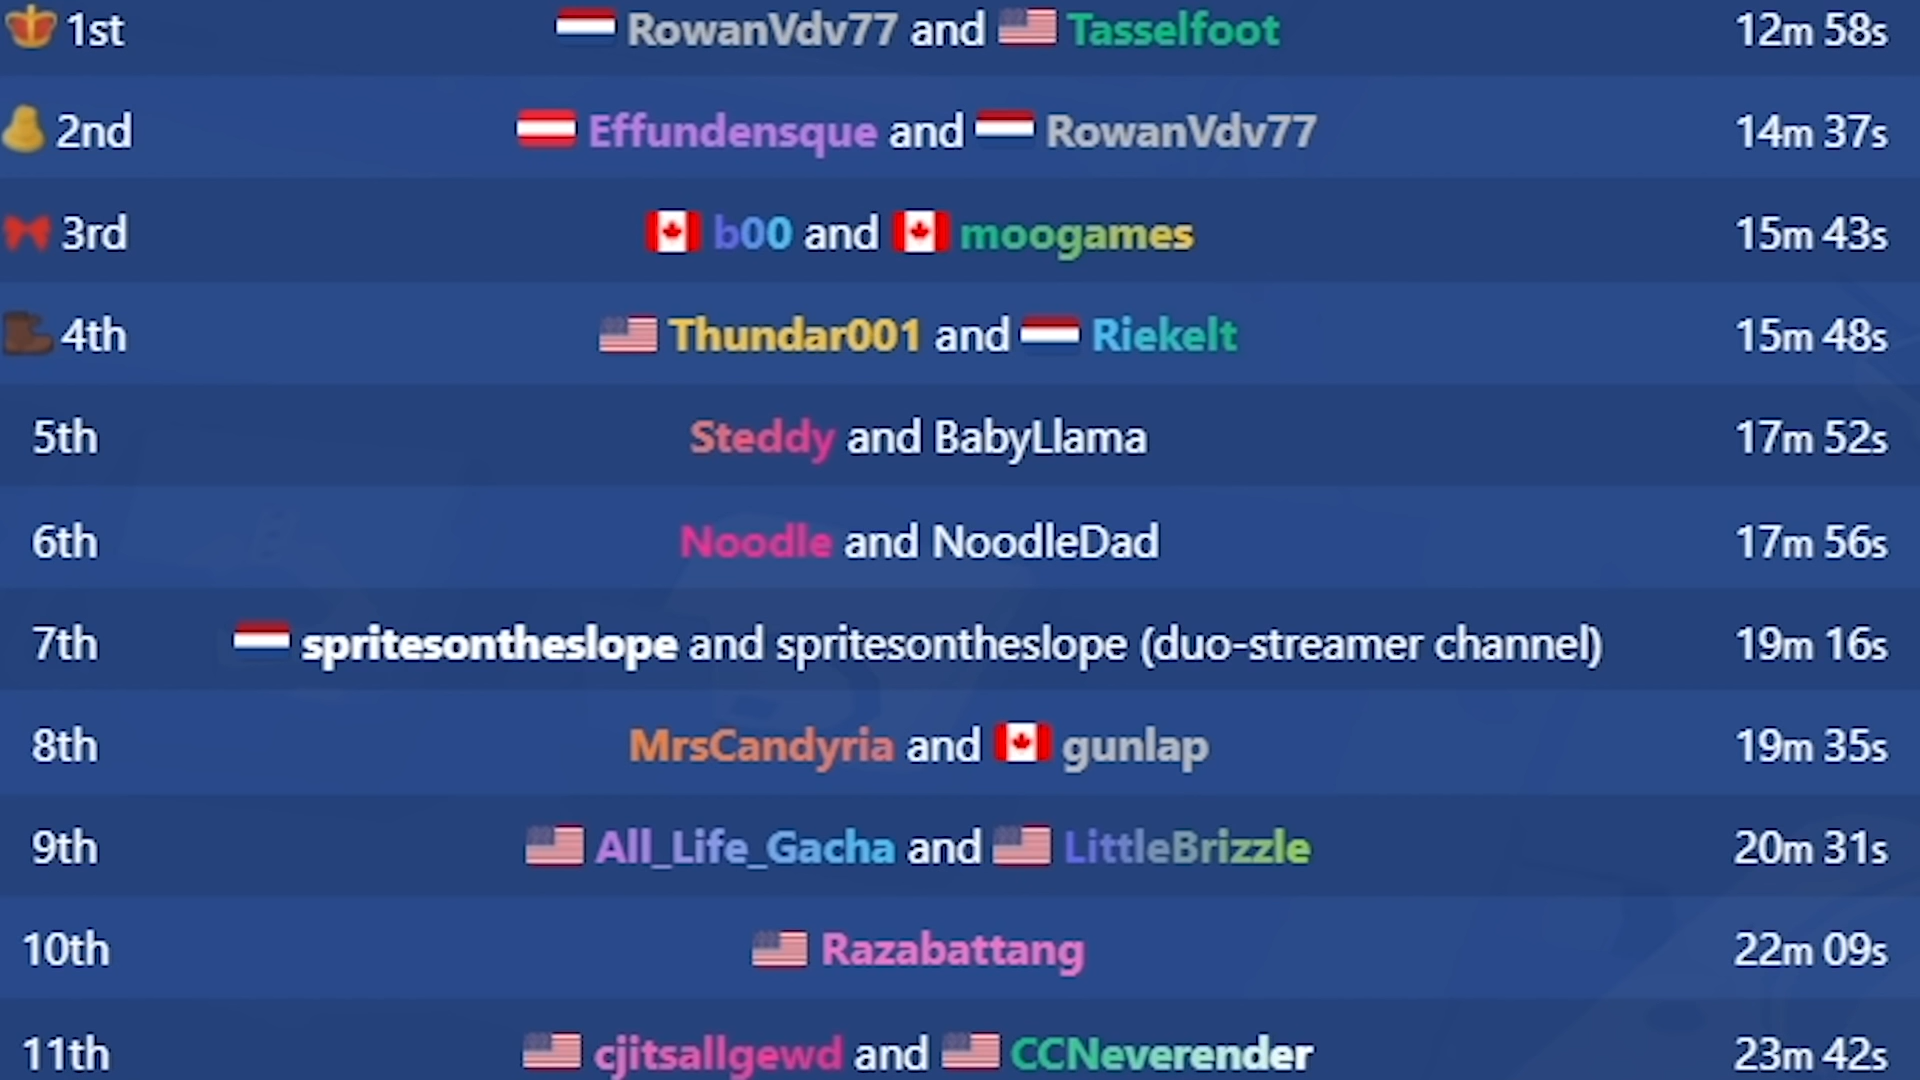 1st RowanVdv77 and Tasselfoot 12m 58s
2nd Effundensque and RowanVdv77 14m 37s
3rd b00 and moogames 15m 43s
4th Thundar001 and Riekelt 15m 48s
5th Steddy and BabyLlama 17m 52s
6th Noodle and NoodleDad 17m 56s
7th spritesontheslope and spritesontheslope (duo-streamer channel) 19m 16s
8th MrsCandyria and gunlap 19m 35s
9th All_Life_Gacha and LittleBrizzle 20m 31s
10th Razabattang 22m 09s
11th cjitsallgewd and CCNeverender 23m 42s